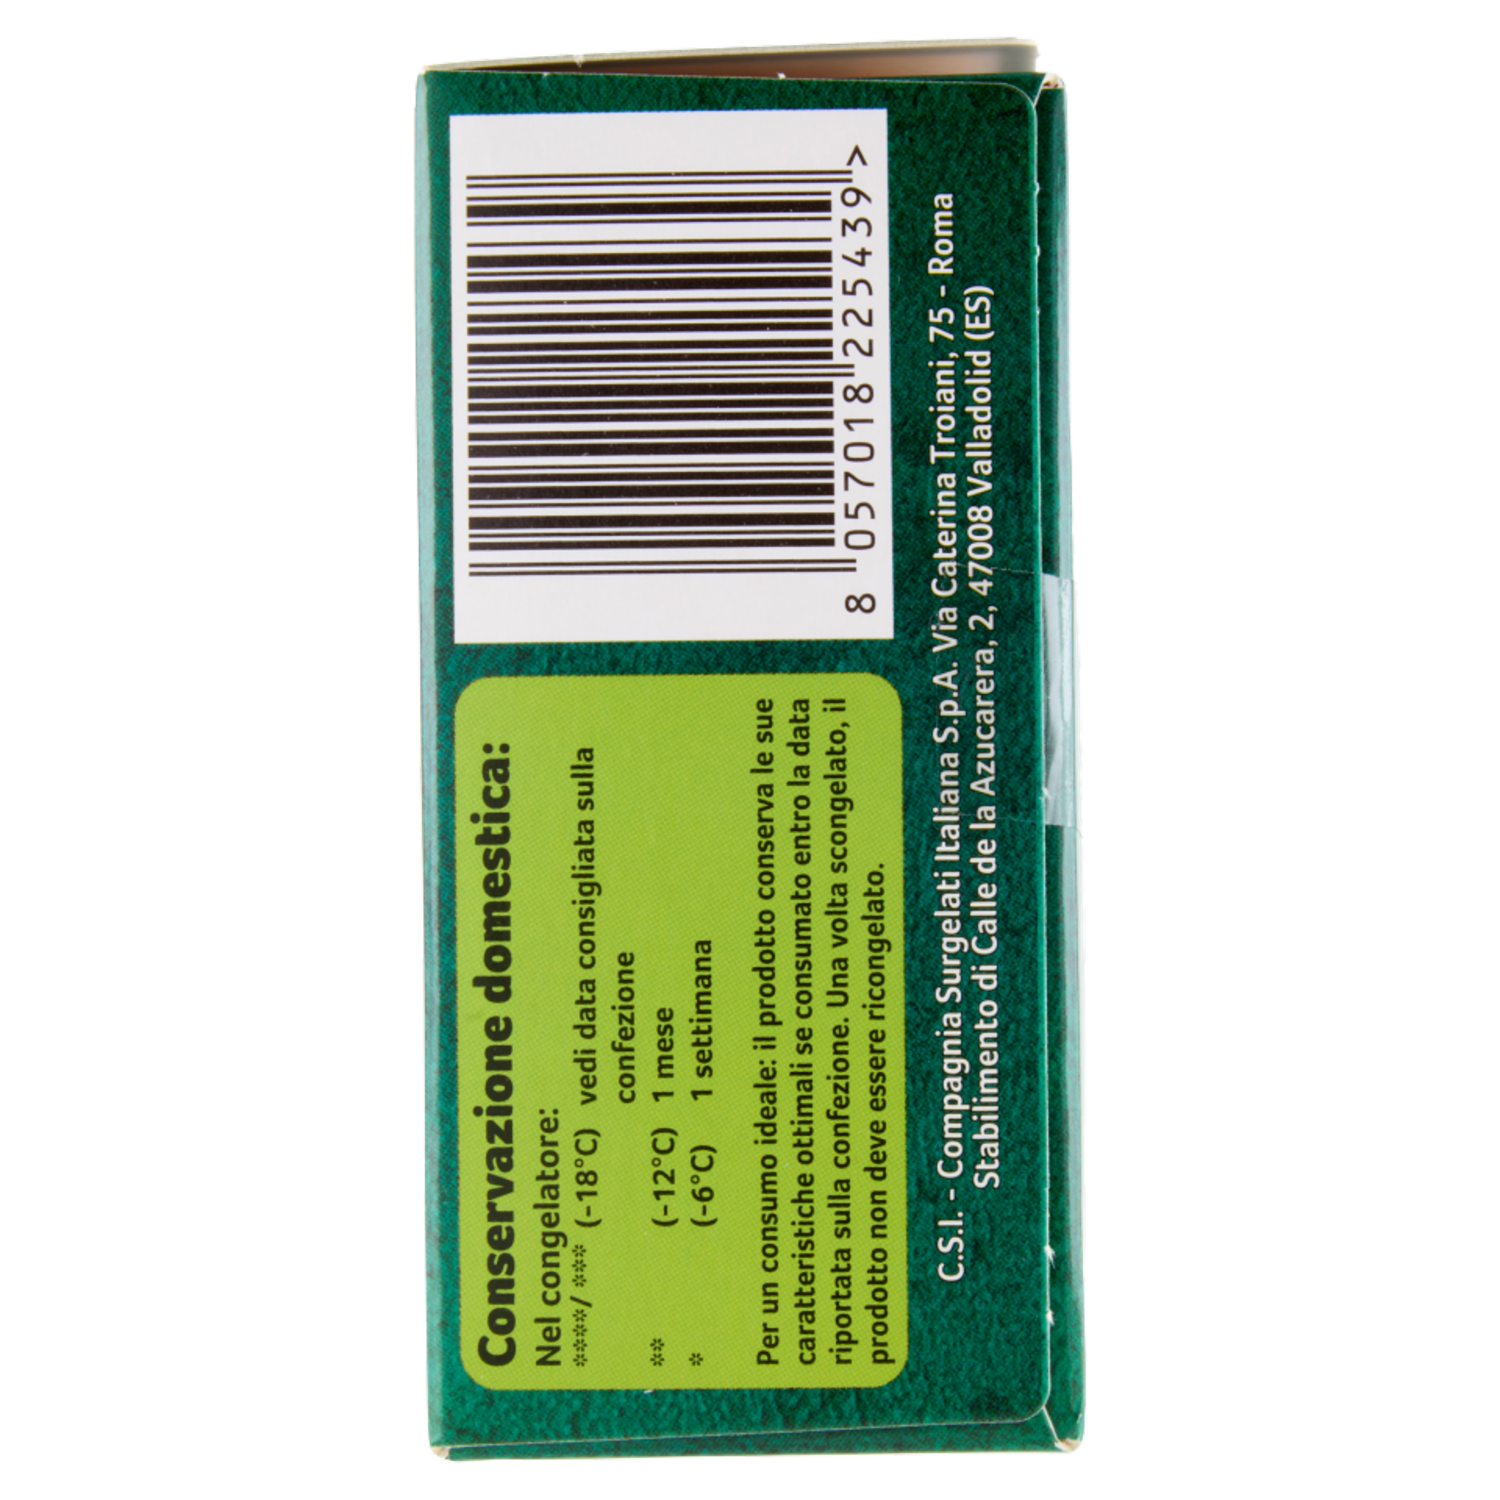 Conservazione domestica:
Nel congelatore:
****/ *** (-18°C) vedi data consigliata sulla
confezione
** (-12°C) 1 mese
* (-6°C) 1 settimana
Per un consumo ideale: il prodotto conserva le sue
caratteristiche ottimali se consumato entro la data
riportata sulla confezione. Una volta scongelato, il
prodotto non deve essere ricongelato.
8 057018 225439 >
C.S.I. - Compagnia Surgelati Italiana S.p.A. Via Caterina Troiani, 75 - Roma
Stabilimento di Calle de la Azucarera, 2, 47008 Valladolid (ES)